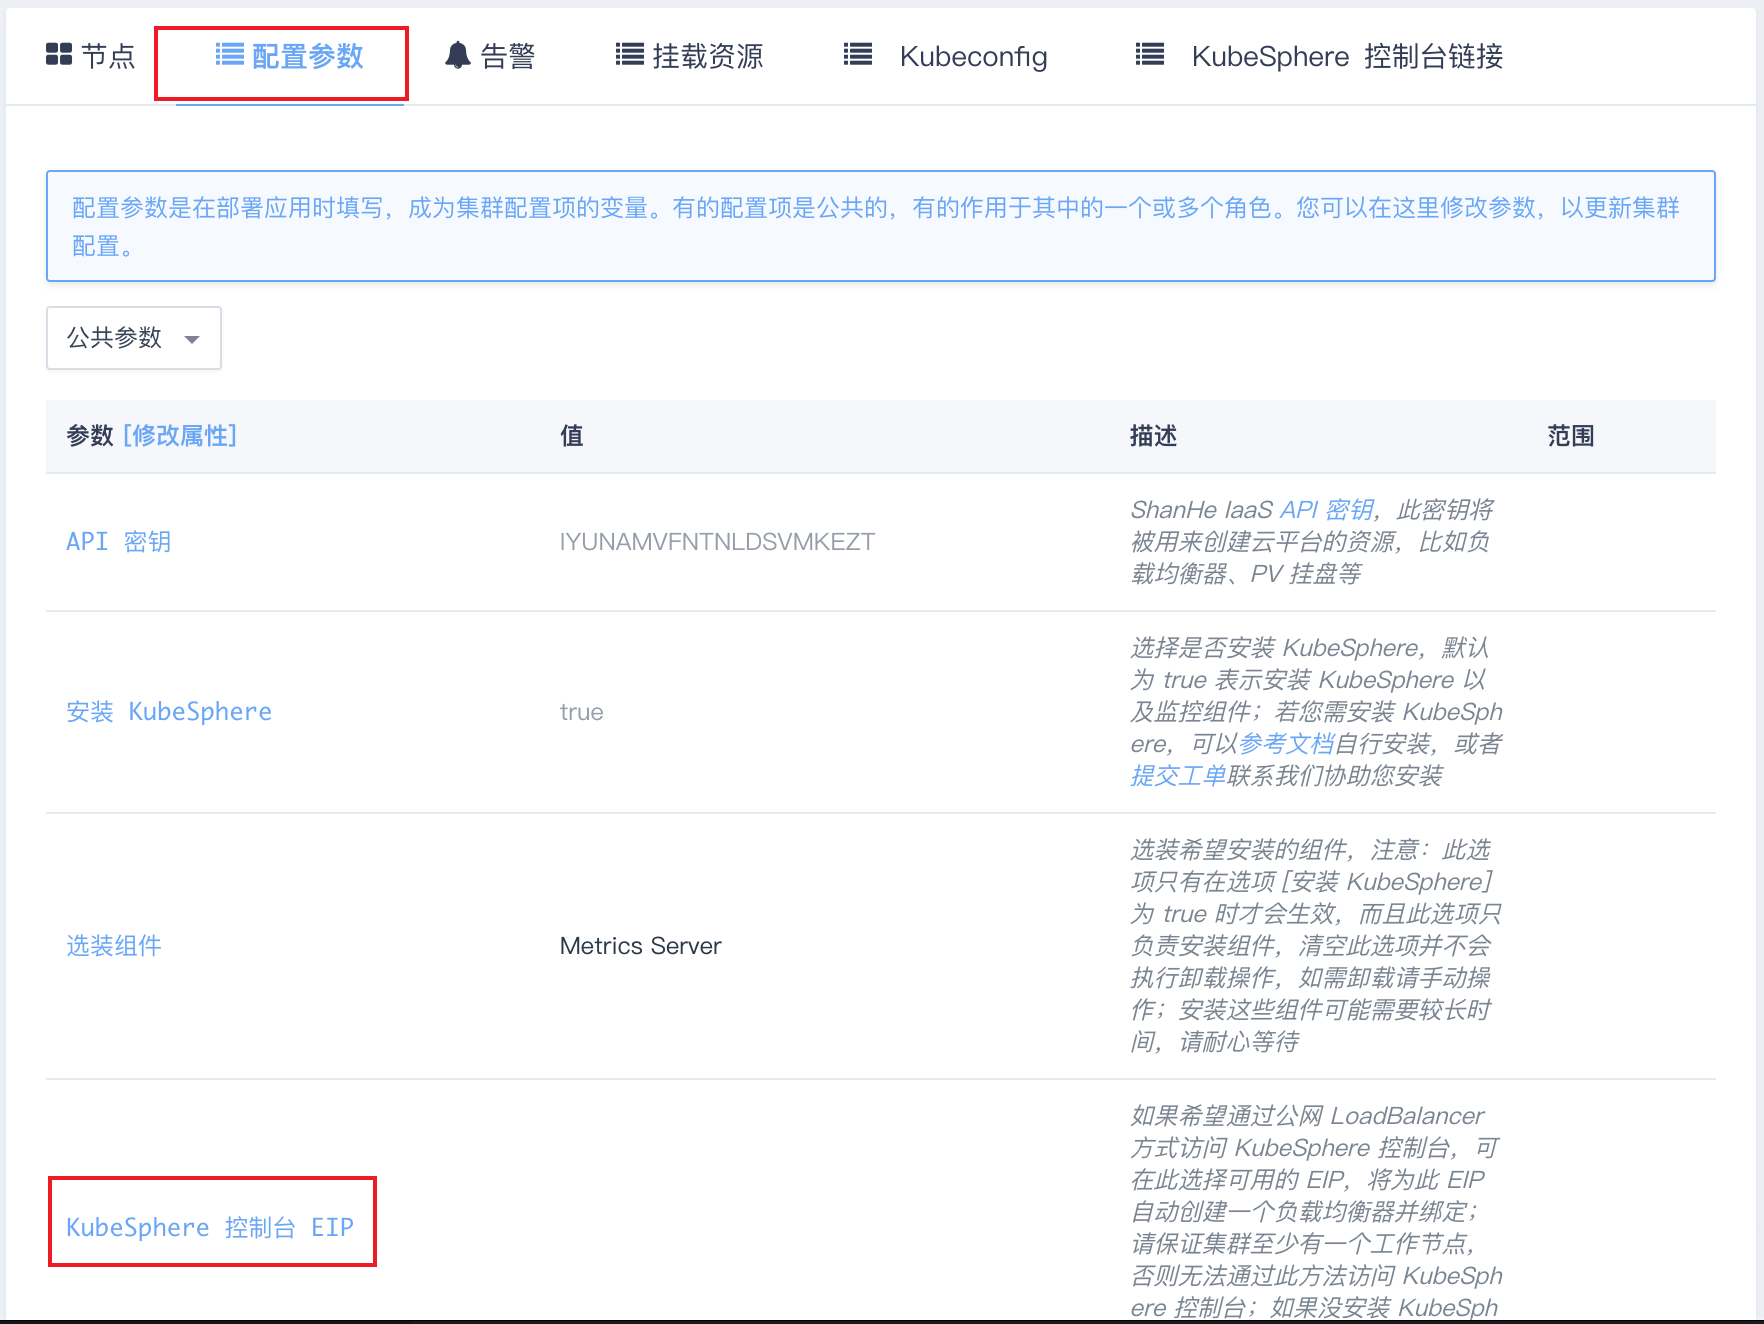 节点 配置参数 告警 挂载资源 Kubeconfig KubeSphere 控制台链接
配置参数是在部署应用时填写，成为集群配置项的变量。有的配置项是公共的，有的作用于其中的一个或多个角色。您可以在这里修改参数，以更新集群
配置。
公共参数
参数 [修改属性] 值 描述 范围
API 密钥 IYUNAMVFNTNLDSVMKEZT
ShanHe IaaS API 密钥，此密钥将
被用来创建云平台的资源，比如负
载均衡器、PV 挂盘等
安装 KubeSphere true
选择是否安装 KubeSphere，默认
为 true 表示安装 KubeSphere 以
及监控组件；若您需安装 KubeSph
ere，可以参考文档自行安装，或者
提交工单联系我们协助您安装
选装组件 Metrics Server
选装希望安装的组件，注意：此选
项只有在选项 [安装 KubeSphere]
为 true 时才会生效，而且此选项只
负责安装组件，清空此选项并不会
执行卸载操作，如需卸载请手动操
作；安装这些组件可能需要较长时
间，请耐心等待
KubeSphere 控制台 EIP
如果希望通过公网 LoadBalancer
方式访问 KubeSphere 控制台，可
在此选择可用的 EIP，将为此 EIP
自动创建一个负载均衡器并绑定；
请保证集群至少有一个工作节点，
否则无法通过此方法访问 KubeSph
ere 控制台；如果没安装 KubeSph